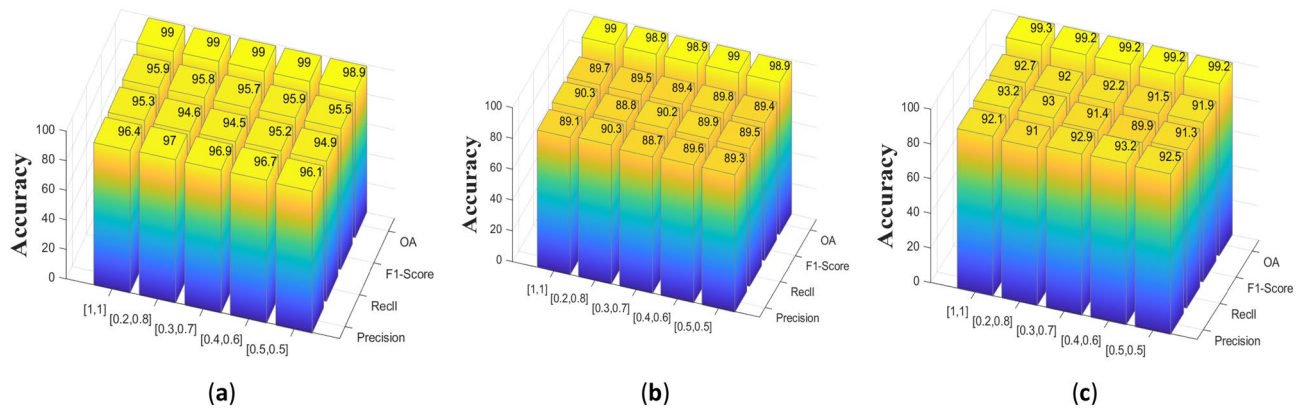 99 99 99 99 98.9
95.9 95.8 95.7 95.9 95.5
95.3 94.6 94.5 95.2 94.9
96.4 97 96.9 96.7 96.1
100
80
60
40
20
0
Accuracy
[1,1]
[0.2,0.8]
[0.3,0.7]
[0.4,0.6]
[0.5,0.5]
OA
F1-Score
Recll
Precision
(a)
99 98.9 98.9 99 98.9
89.7 89.5 89.4 89.8 89.4
90.3 88.8 90.2 89.9 89.5
89.1 90.3 88.7 89.6 89.3
100
80
60
40
20
0
Accuracy
[1,1]
[0.2,0.8]
[0.3,0.7]
[0.4,0.6]
[0.5,0.5]
OA
F1-Score
Recll
Precision
(b)
99.3 99.2 99.2 99.2 99.2
92.7 92 92.2 91.5 91.9
93.2 93 91.4 89.9 91.3
92.1 91 92.9 93.2 92.5
100
80
60
40
20
0
Accuracy
[1,1]
[0.2,0.8]
[0.3,0.7]
[0.4,0.6]
[0.5,0.5]
OA
F1-Score
Recll
Precision
(c)